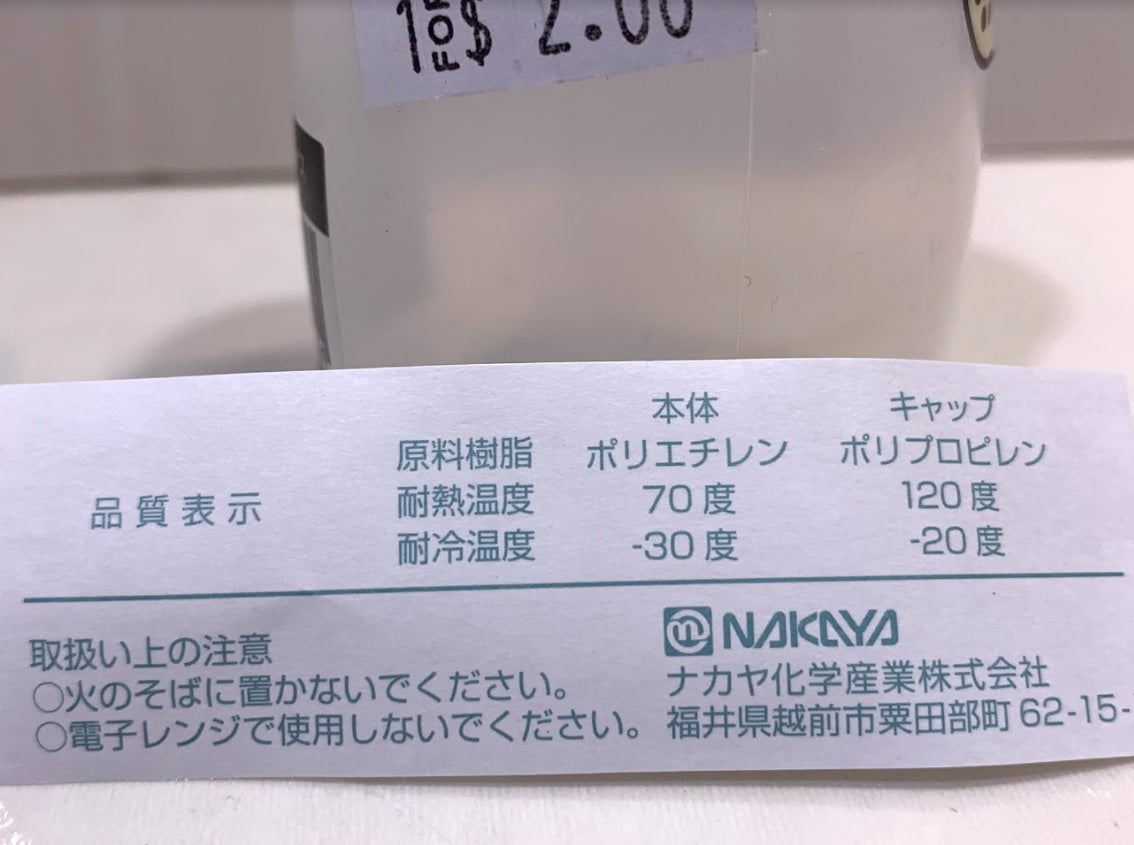 1 FOR $ 2.00
本体 キャップ
原料樹脂 ポリエチレン ポリプロピレン
品質表示 耐熱温度 70度 120度
耐冷温度 -30度 -20度
取扱い上の注意
○火のそばに置かないでください。
○電子レンジで使用しないでください。
NAKAYA
ナカヤ化学産業株式会社
福井県越前市粟田部町62-15-